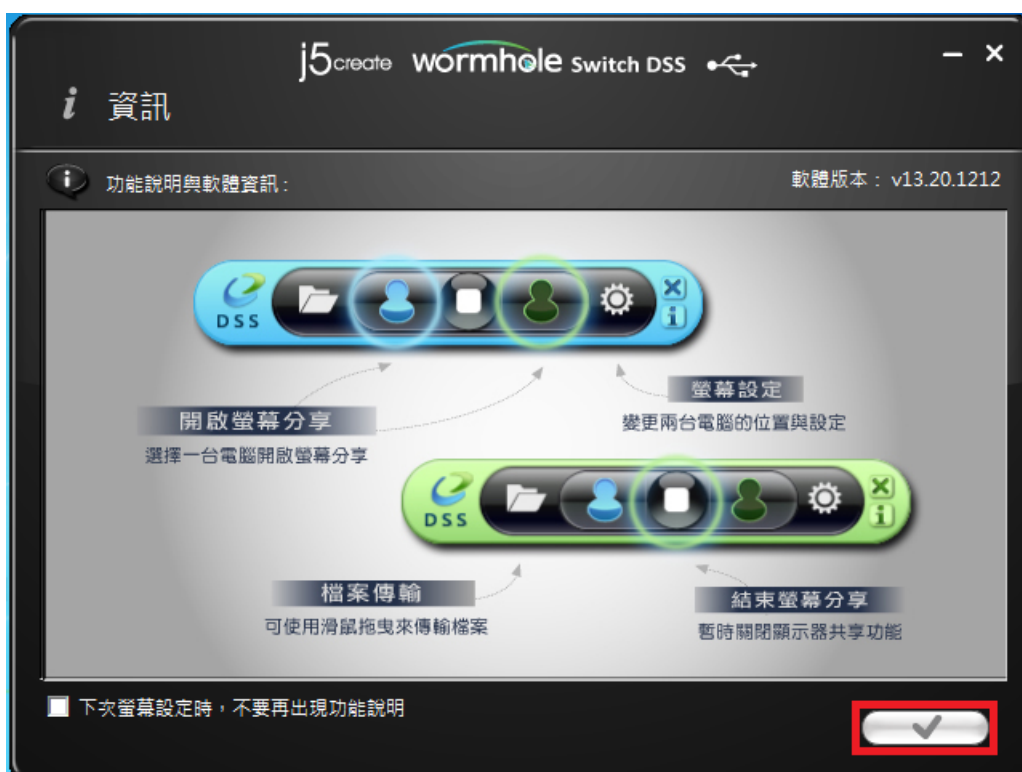 j5create wormhole Switch DSS
i 資訊
功能說明與軟體資訊：
軟體版本： v13.20.1212
DSS
開啟螢幕分享
選擇一台電腦開啟螢幕分享
螢幕設定
變更兩台電腦的位置與設定
DSS
檔案傳輸
可使用滑鼠拖曳來傳輸檔案
結束螢幕分享
暫時關閉顯示器共享功能
下次螢幕設定時，不要再出現功能說明